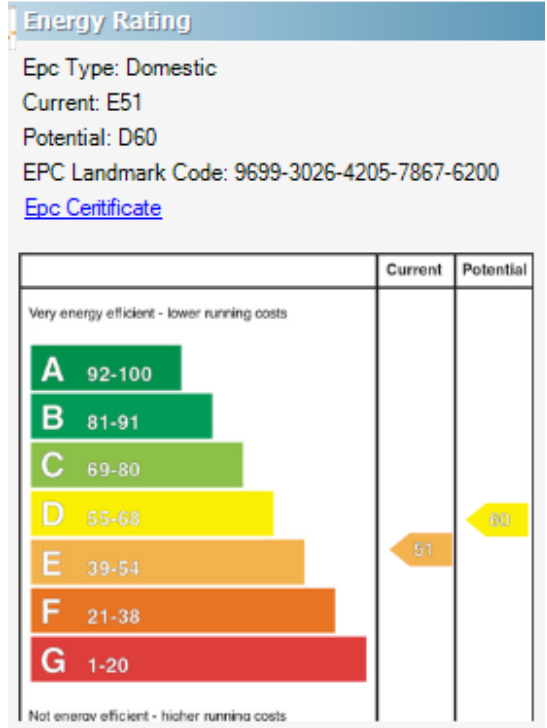 Energy Rating
Epc Type: Domestic
Current: E51
Potential: D60
EPC Landmark Code: 9699-3026-4205-7867-6200
Epc Ceritificate
Current Potential
Very energy efficient - lower running costs
A 92-100
B 81-91
C 69-80
D 55-68
60
E 39-54
51
F 21-38
G 1-20
Not energy efficient - higher running costs